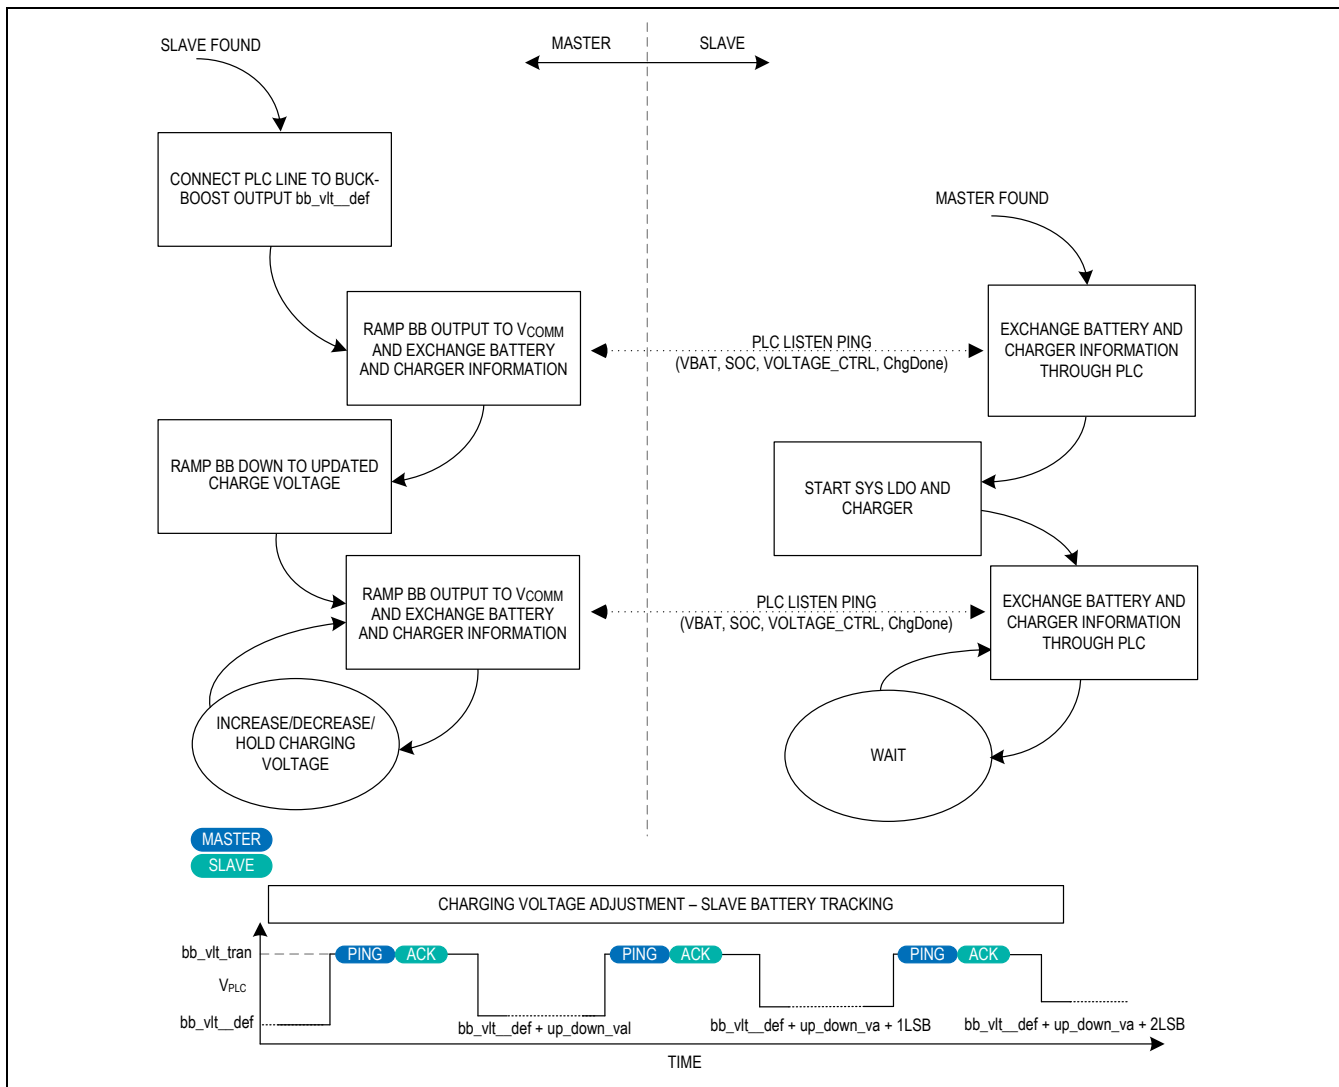 SLAVE FOUND
MASTER
SLAVE
CONNECT PLC LINE TO BUCK-
BOOST OUTPUT bb_vlt__def
MASTER FOUND
RAMP BB OUTPUT TO VCOMM
AND EXCHANGE BATTERY
AND CHARGER INFORMATION
PLC LISTEN PING
(VBAT, SOC, VOLTAGE_CTRL, ChgDone)
EXCHANGE BATTERY AND
CHARGER INFORMATION
THROUGH PLC
RAMP BB DOWN TO UPDATED
CHARGE VOLTAGE
START SYS LDO AND
CHARGER
RAMP BB OUTPUT TO VCOMM
AND EXCHANGE BATTERY
AND CHARGER INFORMATION
PLC LISTEN PING
(VBAT, SOC, VOLTAGE_CTRL, ChgDone)
EXCHANGE BATTERY AND
CHARGER INFORMATION
THROUGH PLC
INCREASE/DECREASE/
HOLD CHARGING
VOLTAGE
WAIT
MASTER
SLAVE
CHARGING VOLTAGE ADJUSTMENT – SLAVE BATTERY TRACKING
bb_vlt_tran
PING ACK
PING ACK
PING ACK
VPLC
bb_vlt__def
bb_vlt__def + up_down_val
bb_vlt__def + up_down_va + 1LSB
bb_vlt__def + up_down_va + 2LSB
TIME